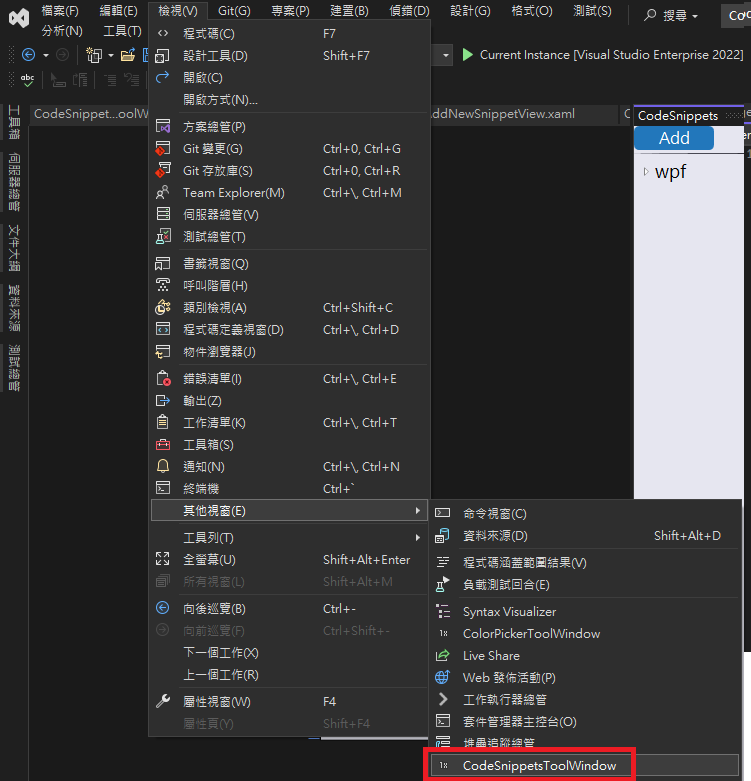 檔案(F)
編輯(E)
檢視(V)
Git(G)
專案(P)
建置(B)
偵錯(D)
設計(G)
格式(O)
測試(S)
搜尋
分析(N)
工具(T)
Current Instance [Visual Studio Enterprise 2022]
abc
工具箱
伺服器總管
文件大綱
資料來源
測試總管
CodeSnippet...oolW
AddNewSnippetView.xaml
CodeSnippets
Add
wpf
程式碼(C) F7
設計工具(D) Shift+F7
開啟(C)
開啟方式(N)...
方案總管(P)
Git 變更(G) Ctrl+0, Ctrl+G
Git 存放庫(S) Ctrl+0, Ctrl+R
Team Explorer(M) Ctrl+\, Ctrl+M
伺服器總管(V)
測試總管(T)
書籤視窗(Q)
呼叫階層(H)
類別檢視(A) Ctrl+Shift+C
程式碼定義視窗(D) Ctrl+\, Ctrl+D
物件瀏覽器(J)
錯誤清單(I) Ctrl+\, Ctrl+E
輸出(Z)
工作清單(K) Ctrl+\, Ctrl+T
工具箱(S)
通知(N) Ctrl+\, Ctrl+N
終端機 Ctrl+`
其他視窗(E)
工具列(T)
全螢幕(U) Shift+Alt+Enter
所有視窗(L) Shift+Alt+M
向後巡覽(B) Ctrl+-
向前巡覽(F) Ctrl+Shift+-
下一個工作(X)
上一個工作(R)
屬性視窗(W) F4
屬性頁(Y) Shift+F4
命令視窗(C)
資料來源(D) Shift+Alt+D
程式碼涵蓋範圍結果(V)
負載測試回合(E)
Syntax Visualizer
ColorPickerToolWindow
Live Share
Web 發佈活動(P)
工作執行器總管
套件管理器主控台(O)
堆疊追蹤總管
CodeSnippetsToolWindow